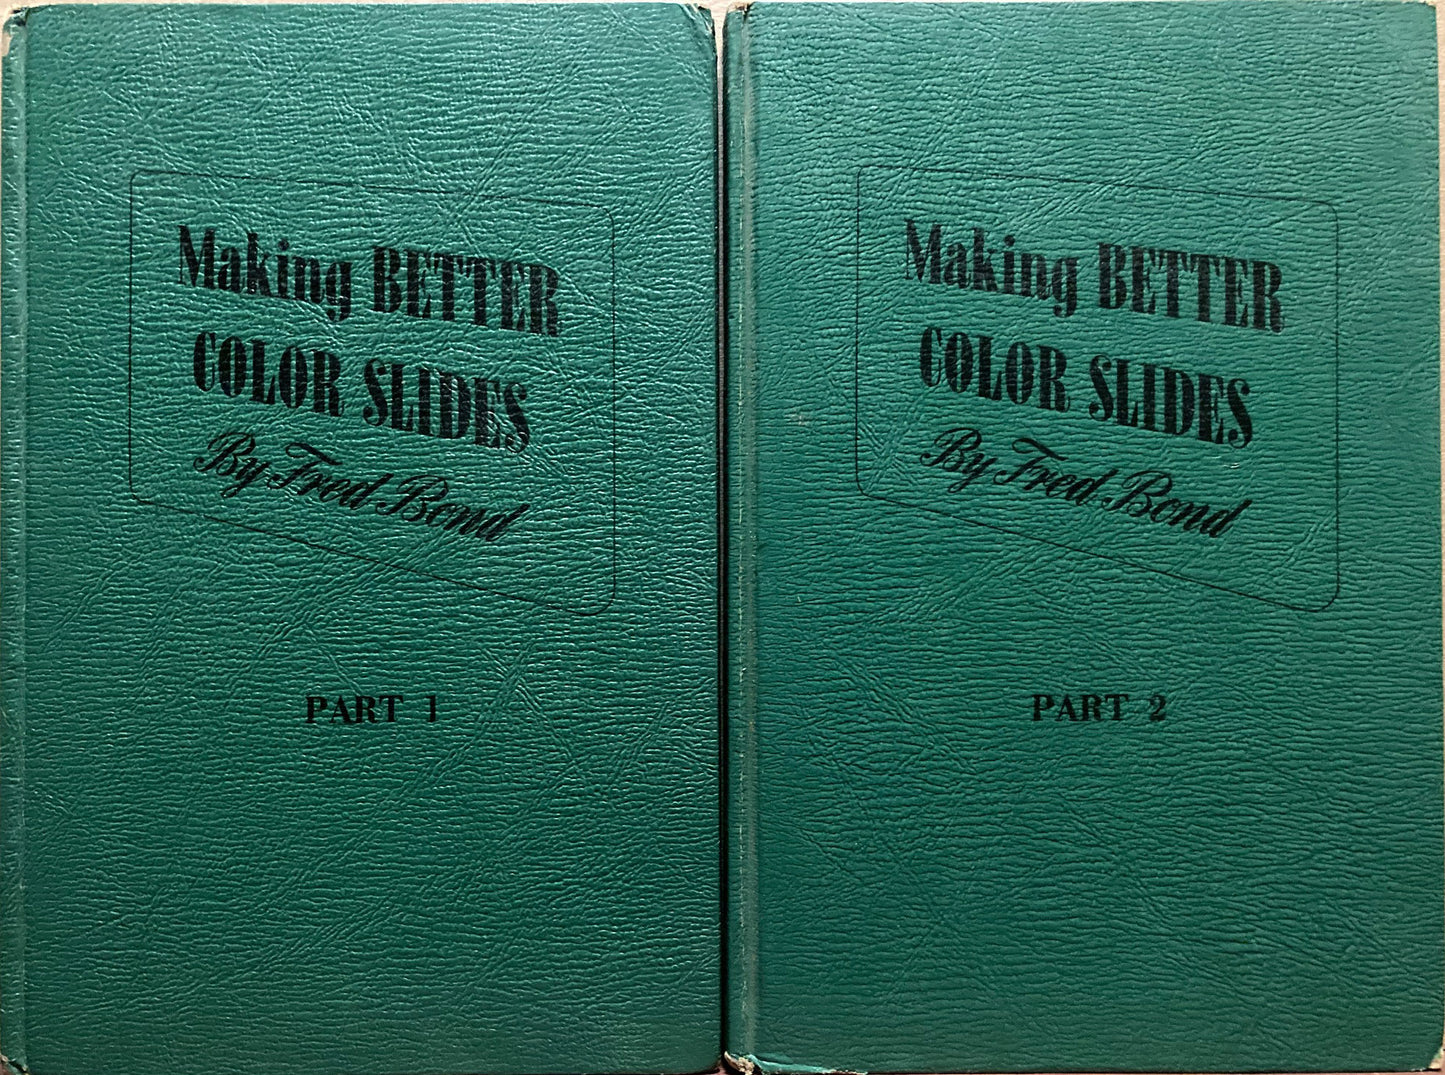 Making BETTER
COLOR SLIDES
By Fred Bond
PART 1
Making BETTER
COLOR SLIDES
By Fred Bond
PART 2